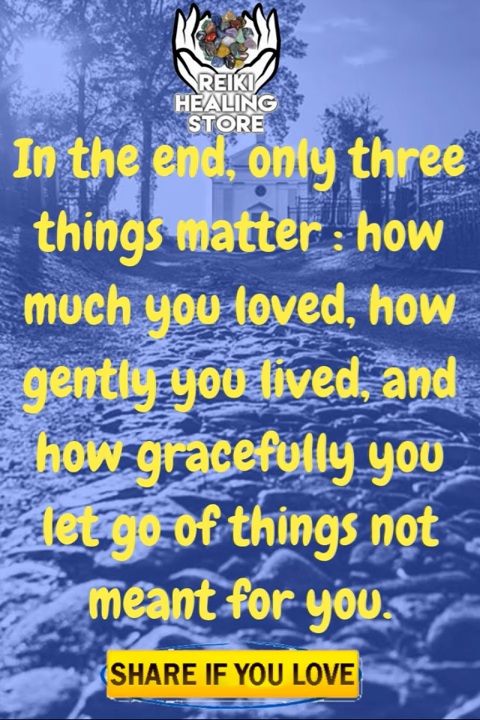 REIKI
HEALING
STORE
In the end, only three
things matter : how
much you loved, how
gently you lived, and
how gracefully you
let go of things not
meant for you.
SHARE IF YOU LOVE